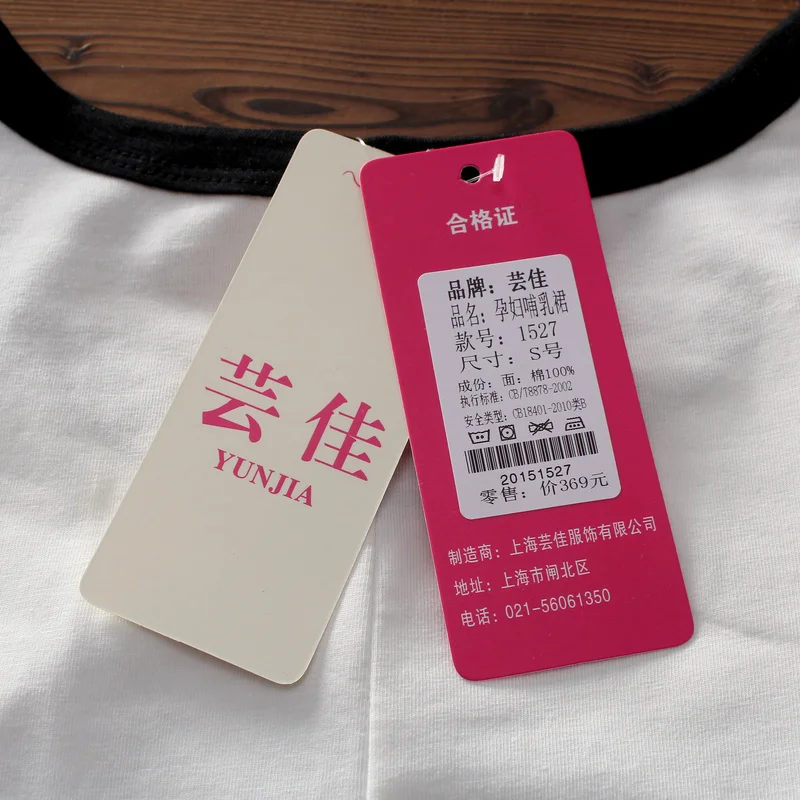 芸佳
YUNJIA
合格证
品牌：芸佳
品名：孕妇哺乳裙
款号：1527
尺寸：S号
成份：面：棉100%
执行标准：CB/T8878-2002
安全类型：CB18401-2010类B
20151527
零售：价369元
制造商：上海芸佳服饰有限公司
地址：上海市闸北区
电话：021-56061350